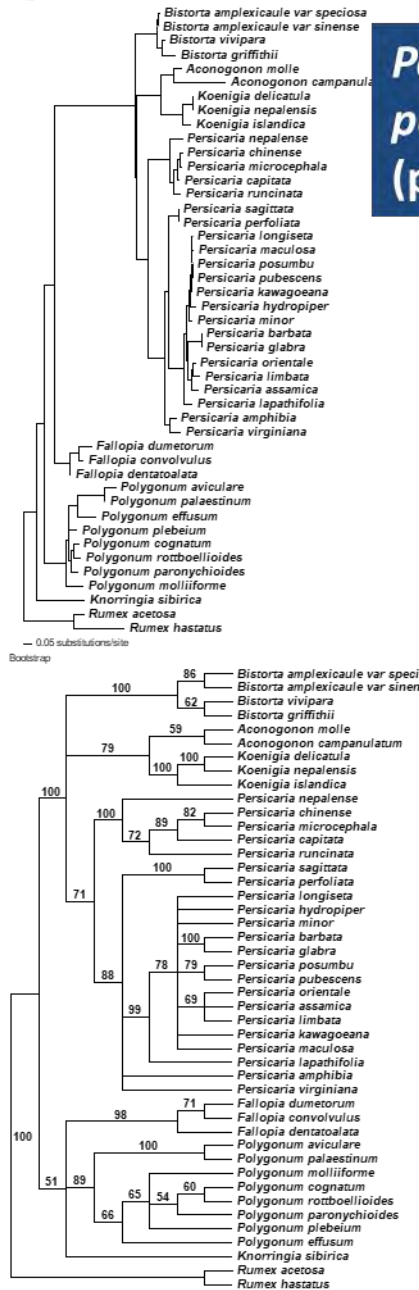 Bistorta amplexicaule var speciosa
Bistorta amplexicaule var sinense
Bistorta vivipara
Bistorta griffithii
Aconogonon molle
Aconogonon campanula
Koenigia delicatula
Koenigia nepalensis
Koenigia islandica
Persicaria nepalense
Persicaria chinense
Persicaria microcephala
Persicaria capitata
Persicaria runcinata
Persicaria sagittata
Persicaria perfoliata
Persicaria longiseta
Persicaria maculosa
Persicaria posumbu
Persicaria pubescens
Persicaria kawagoeana
Persicaria hydropiper
Persicaria minor
Persicaria barbata
Persicaria glabra
Persicaria orientale
Persicaria limbata
Persicaria assamica
Persicaria lapathifolia
Persicaria amphibia
Persicaria virginiana
Fallopia dumetorum
Fallopia convolvulus
Fallopia dentatoalata
Polygonum aviculare
Polygonum palaestinum
Polygonum effusum
Polygonum plebeium
Polygonum cognatum
Polygonum rottboellioides
Polygonum paronychioides
Polygonum molliiforme
Knorringia sibirica
Rumex acetosa
Rumex hastatus
0.05 substitutions/site
Bootstrap
86 Bistorta amplexicaule var speci
100 Bistorta amplexicaule var sinen
62 Bistorta vivipara
Bistorta griffithii
59 Aconogonon molle
79 Aconogonon campanulatum
100 Koenigia delicatula
100 Koenigia nepalensis
Koenigia islandica
100 Persicaria nepalense
82 Persicaria chinense
89 Persicaria microcephala
72 Persicaria capitata
Persicaria runcinata
100 Persicaria sagittata
71 Persicaria perfoliata
Persicaria longiseta
Persicaria hydropiper
Persicaria minor
100 Persicaria barbata
Persicaria glabra
88 78 79 Persicaria posumbu
Persicaria pubescens
Persicaria orientale
69 Persicaria assamica
99 Persicaria limbata
Persicaria kawagoeana
Persicaria maculosa
Persicaria lapathifolia
Persicaria amphibia
Persicaria virginiana
71 Fallopia dumetorum
98 Fallopia convolvulus
Fallopia dentatoalata
100 100 Polygonum aviculare
51 89 Polygonum palaestinum
Polygonum molliiforme
65 60 Polygonum cognatum
54 Polygonum rottboellioides
66 Polygonum paronychioides
Polygonum plebeium
Polygonum effusum
Knorringia sibirica
Rumex acetosa
Rumex hastatus